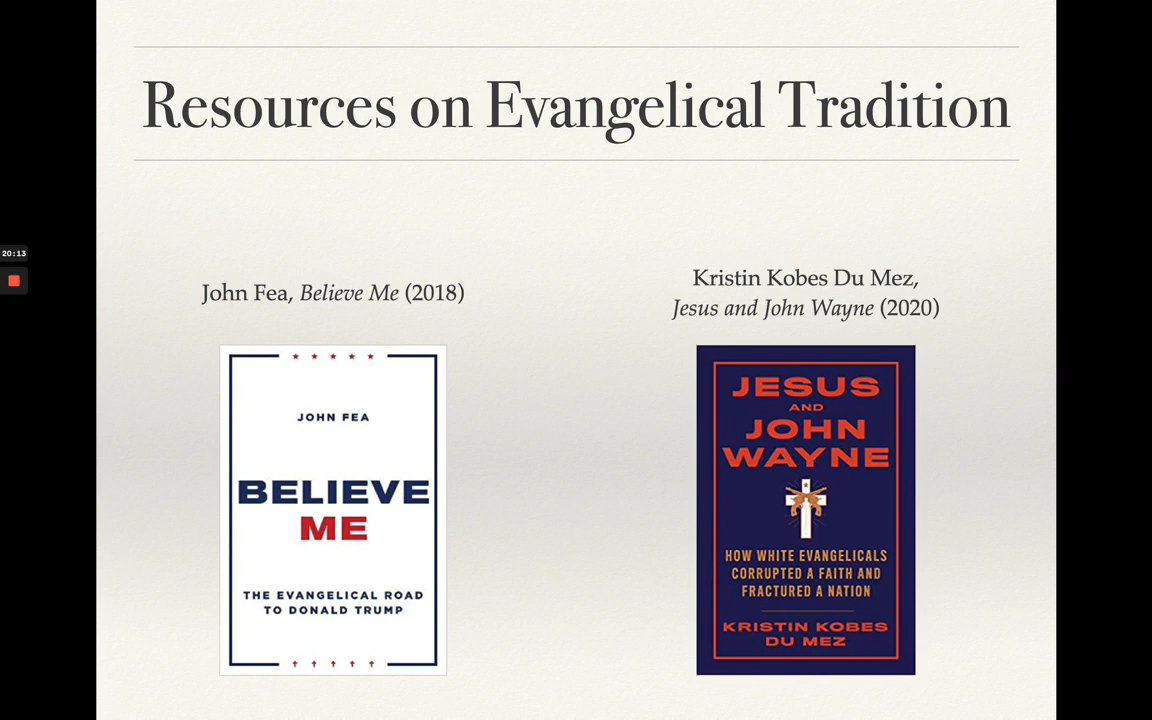 Resources on Evangelical Tradition
20:13
John Fea, Believe Me (2018)
Kristin Kobes Du Mez,
Jesus and John Wayne (2020)
JOHN FEA
BELIEVE
ME
THE EVANGELICAL ROAD
TO DONALD TRUMP
JESUS
AND
JOHN
WAYNE
HOW WHITE EVANGELICALS
CORRUPTED A FAITH AND
FRACTURED A NATION
KRISTIN KOBES
DU MEZ